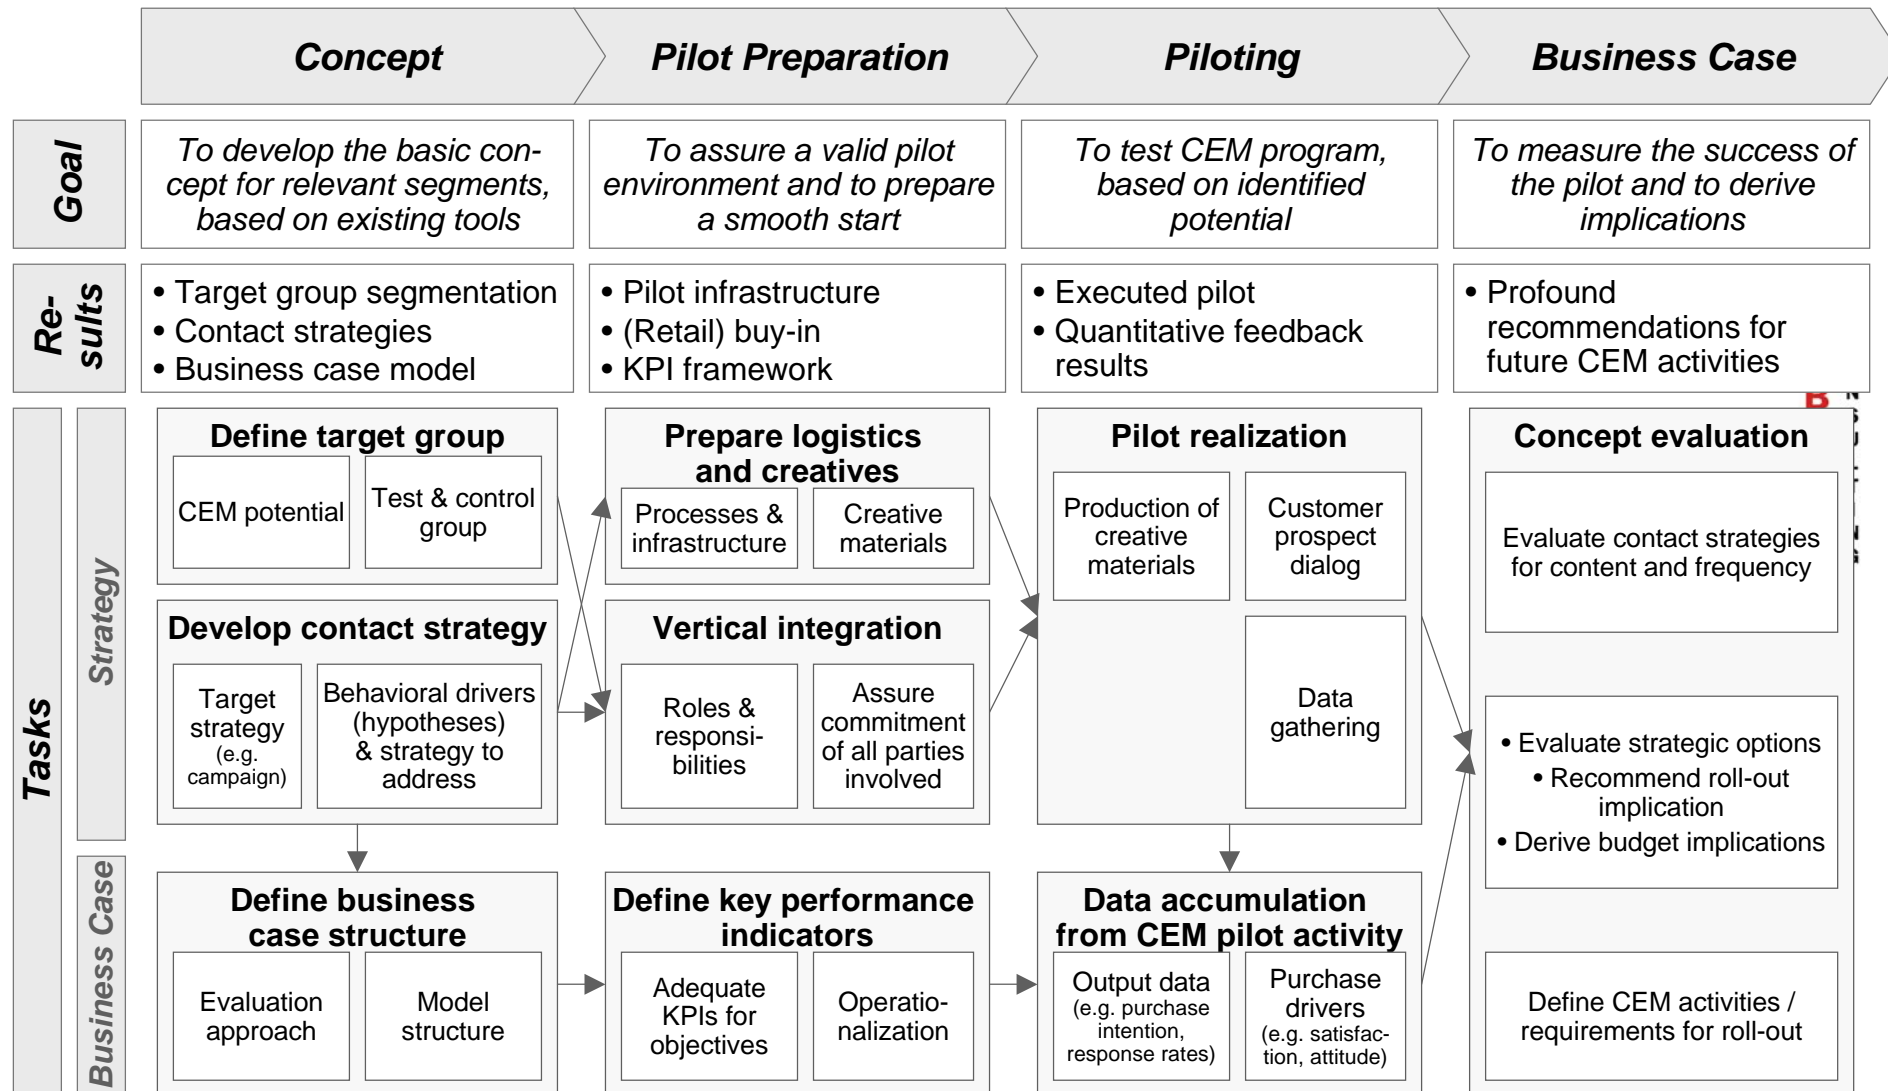 Concept
Pilot Preparation
Piloting
Business Case
Goal
To develop the basic con-
cept for relevant segments,
based on existing tools
To assure a valid pilot
environment and to prepare
a smooth start
To test CEM program,
based on identified
potential
To measure the success of
the pilot and to derive
implications
Re-
sults
• Target group segmentation
• Contact strategies
• Business case model
• Pilot infrastructure
• (Retail) buy-in
• KPI framework
• Executed pilot
• Quantitative feedback
results
• Profound
recommendations for
future CEM activities
Tasks
Strategy
Define target group
CEM potential
Test & control
group
Develop contact strategy
Target
strategy
(e.g.
campaign)
Behavioral drivers
(hypotheses)
& strategy to
address
Prepare logistics
and creatives
Processes &
infrastructure
Creative
materials
Vertical integration
Roles &
responsi-
bilities
Assure
commitment
of all parties
involved
Pilot realization
Production of
creative
materials
Customer
prospect
dialog
Data
gathering
Concept evaluation
Evaluate contact strategies
for content and frequency
• Evaluate strategic options
• Recommend roll-out
implication
• Derive budget implications
Define CEM activities /
requirements for roll-out
Business Case
Define business
case structure
Evaluation
approach
Model
structure
Define key performance
indicators
Adequate
KPIs for
objectives
Operatio-
nalization
Data accumulation
from CEM pilot activity
Output data
(e.g. purchase
intention,
response rates)
Purchase
drivers
(e.g. satisfac-
tion, attitude)
B